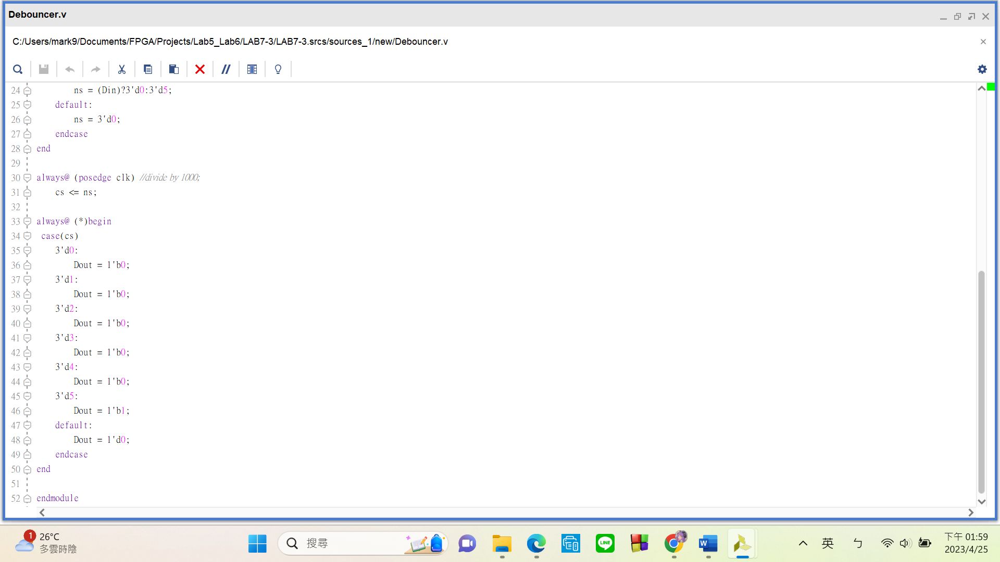 Debouncer.v
C:/Users/mark9/Documents/FPGA/Projects/Lab5_Lab6/LAB7-3/LAB7-3.srcs/sources_1/new/Debouncer.v
24 ns = (Din)?3'd0:3'd5;
25 default:
26 ns = 3'd0;
27 endcase
28 end
29
30 always@ (posedge clk) //divide by 1000;
31 cs <= ns;
32
33 always@ (*)begin
34 case(cs)
35 3'd0:
36 Dout = 1'b0;
37 3'd1:
38 Dout = 1'b0;
39 3'd2:
40 Dout = 1'b0;
41 3'd3:
42 Dout = 1'b0;
43 3'd4:
44 Dout = 1'b0;
45 3'd5:
46 Dout = 1'b1;
47 default:
48 Dout = 1'd0;
49 endcase
50 end
51
52 endmodule
1
26°C
多雲時陰
搜尋
LINE
W
英
ㄅ
下午 01:59
2023/4/25